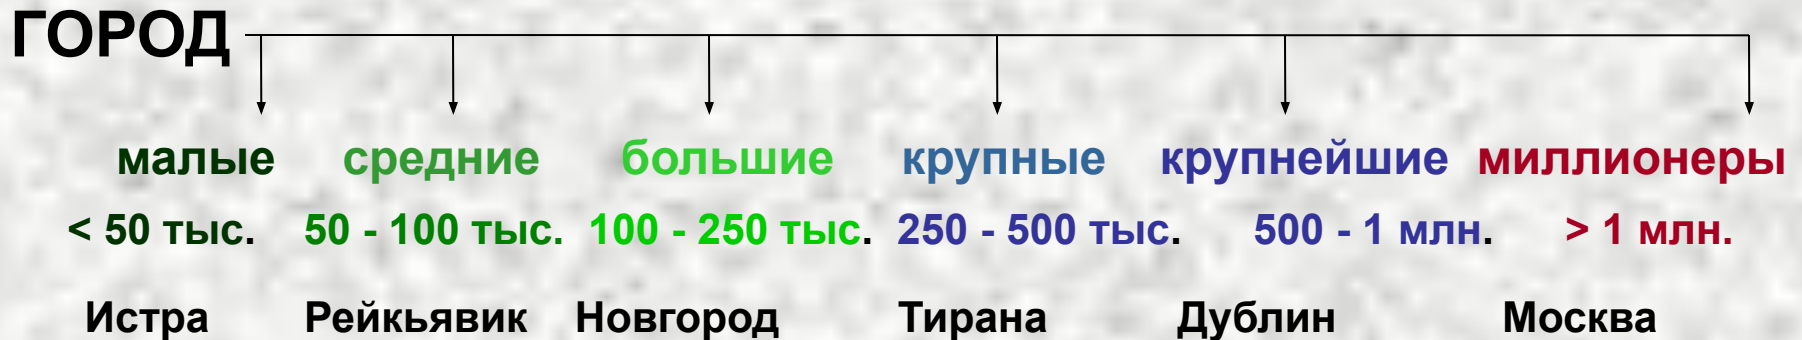 ГОРОД
малые средние большие крупные крупнейшие миллионеры
< 50 тыс. 50 - 100 тыс. 100 - 250 тыс. 250 - 500 тыс. 500 - 1 млн. > 1 млн.
Истра Рейкьявик Новгород Тирана Дублин Москва